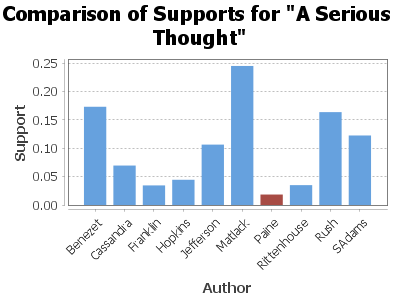 Comparison of Supports for "A Serious
Thought"
0.25
0.20
0.15
0.10
0.05
0.00
Support
Benezet
Cassandra
Franklin
Hopkins
Jefferson
Matlack
Paine
Rittenhouse
Rush
SAdams
Author